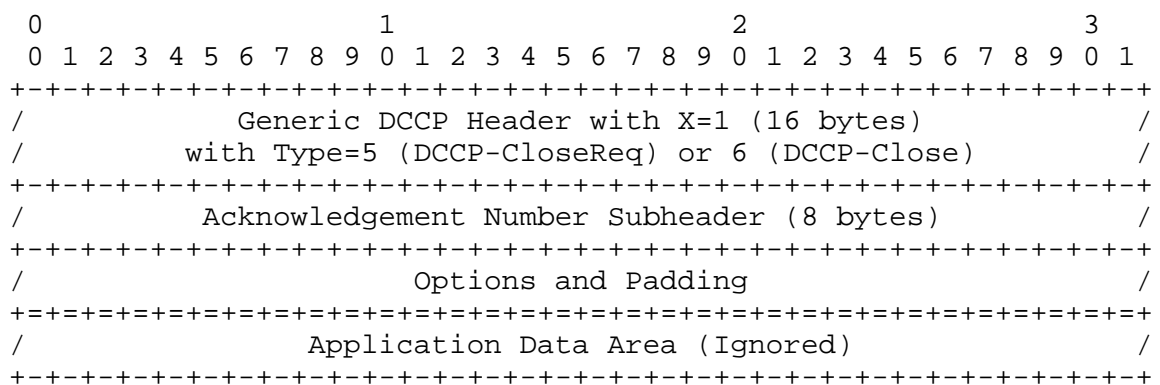 0                   1                   2                   3
 0 1 2 3 4 5 6 7 8 9 0 1 2 3 4 5 6 7 8 9 0 1 2 3 4 5 6 7 8 9 0 1
+-+-+-+-+-+-+-+-+-+-+-+-+-+-+-+-+-+-+-+-+-+-+-+-+-+-+-+-+-+-+-+-+
/            Generic DCCP Header with X=1 (16 bytes)            /
/         with Type=5 (DCCP-CloseReq) or 6 (DCCP-Close)         /
+-+-+-+-+-+-+-+-+-+-+-+-+-+-+-+-+-+-+-+-+-+-+-+-+-+-+-+-+-+-+-+-+
/          Acknowledgement Number Subheader (8 bytes)           /
+-+-+-+-+-+-+-+-+-+-+-+-+-+-+-+-+-+-+-+-+-+-+-+-+-+-+-+-+-+-+-+-+
/                      Options and Padding                      /
+=+=+=+=+=+=+=+=+=+=+=+=+=+=+=+=+=+=+=+=+=+=+=+=+=+=+=+=+=+=+=+=+
/                Application Data Area (Ignored)                /
+-+-+-+-+-+-+-+-+-+-+-+-+-+-+-+-+-+-+-+-+-+-+-+-+-+-+-+-+-+-+-+-+